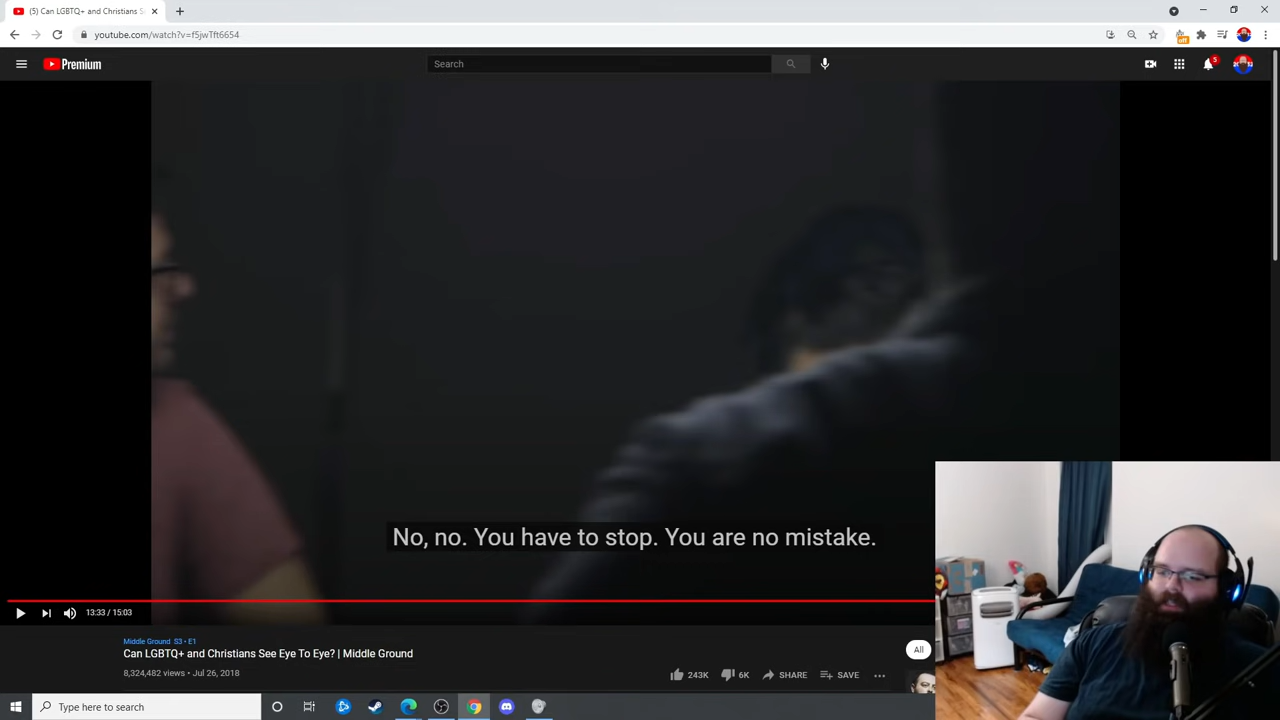 (5) Can LGBTQ+ and Christians S
youtube.com/watch?v=f5jwTft6654
off
Premium
Search
5
No, no. You have to stop. You are no mistake.
13:33 / 15:03
Middle Ground S3 • E1
Can LGBTQ+ and Christians See Eye To Eye? | Middle Ground
8,324,482 views • Jul 26, 2018
243K
6K
SHARE
SAVE
All
Type here to search